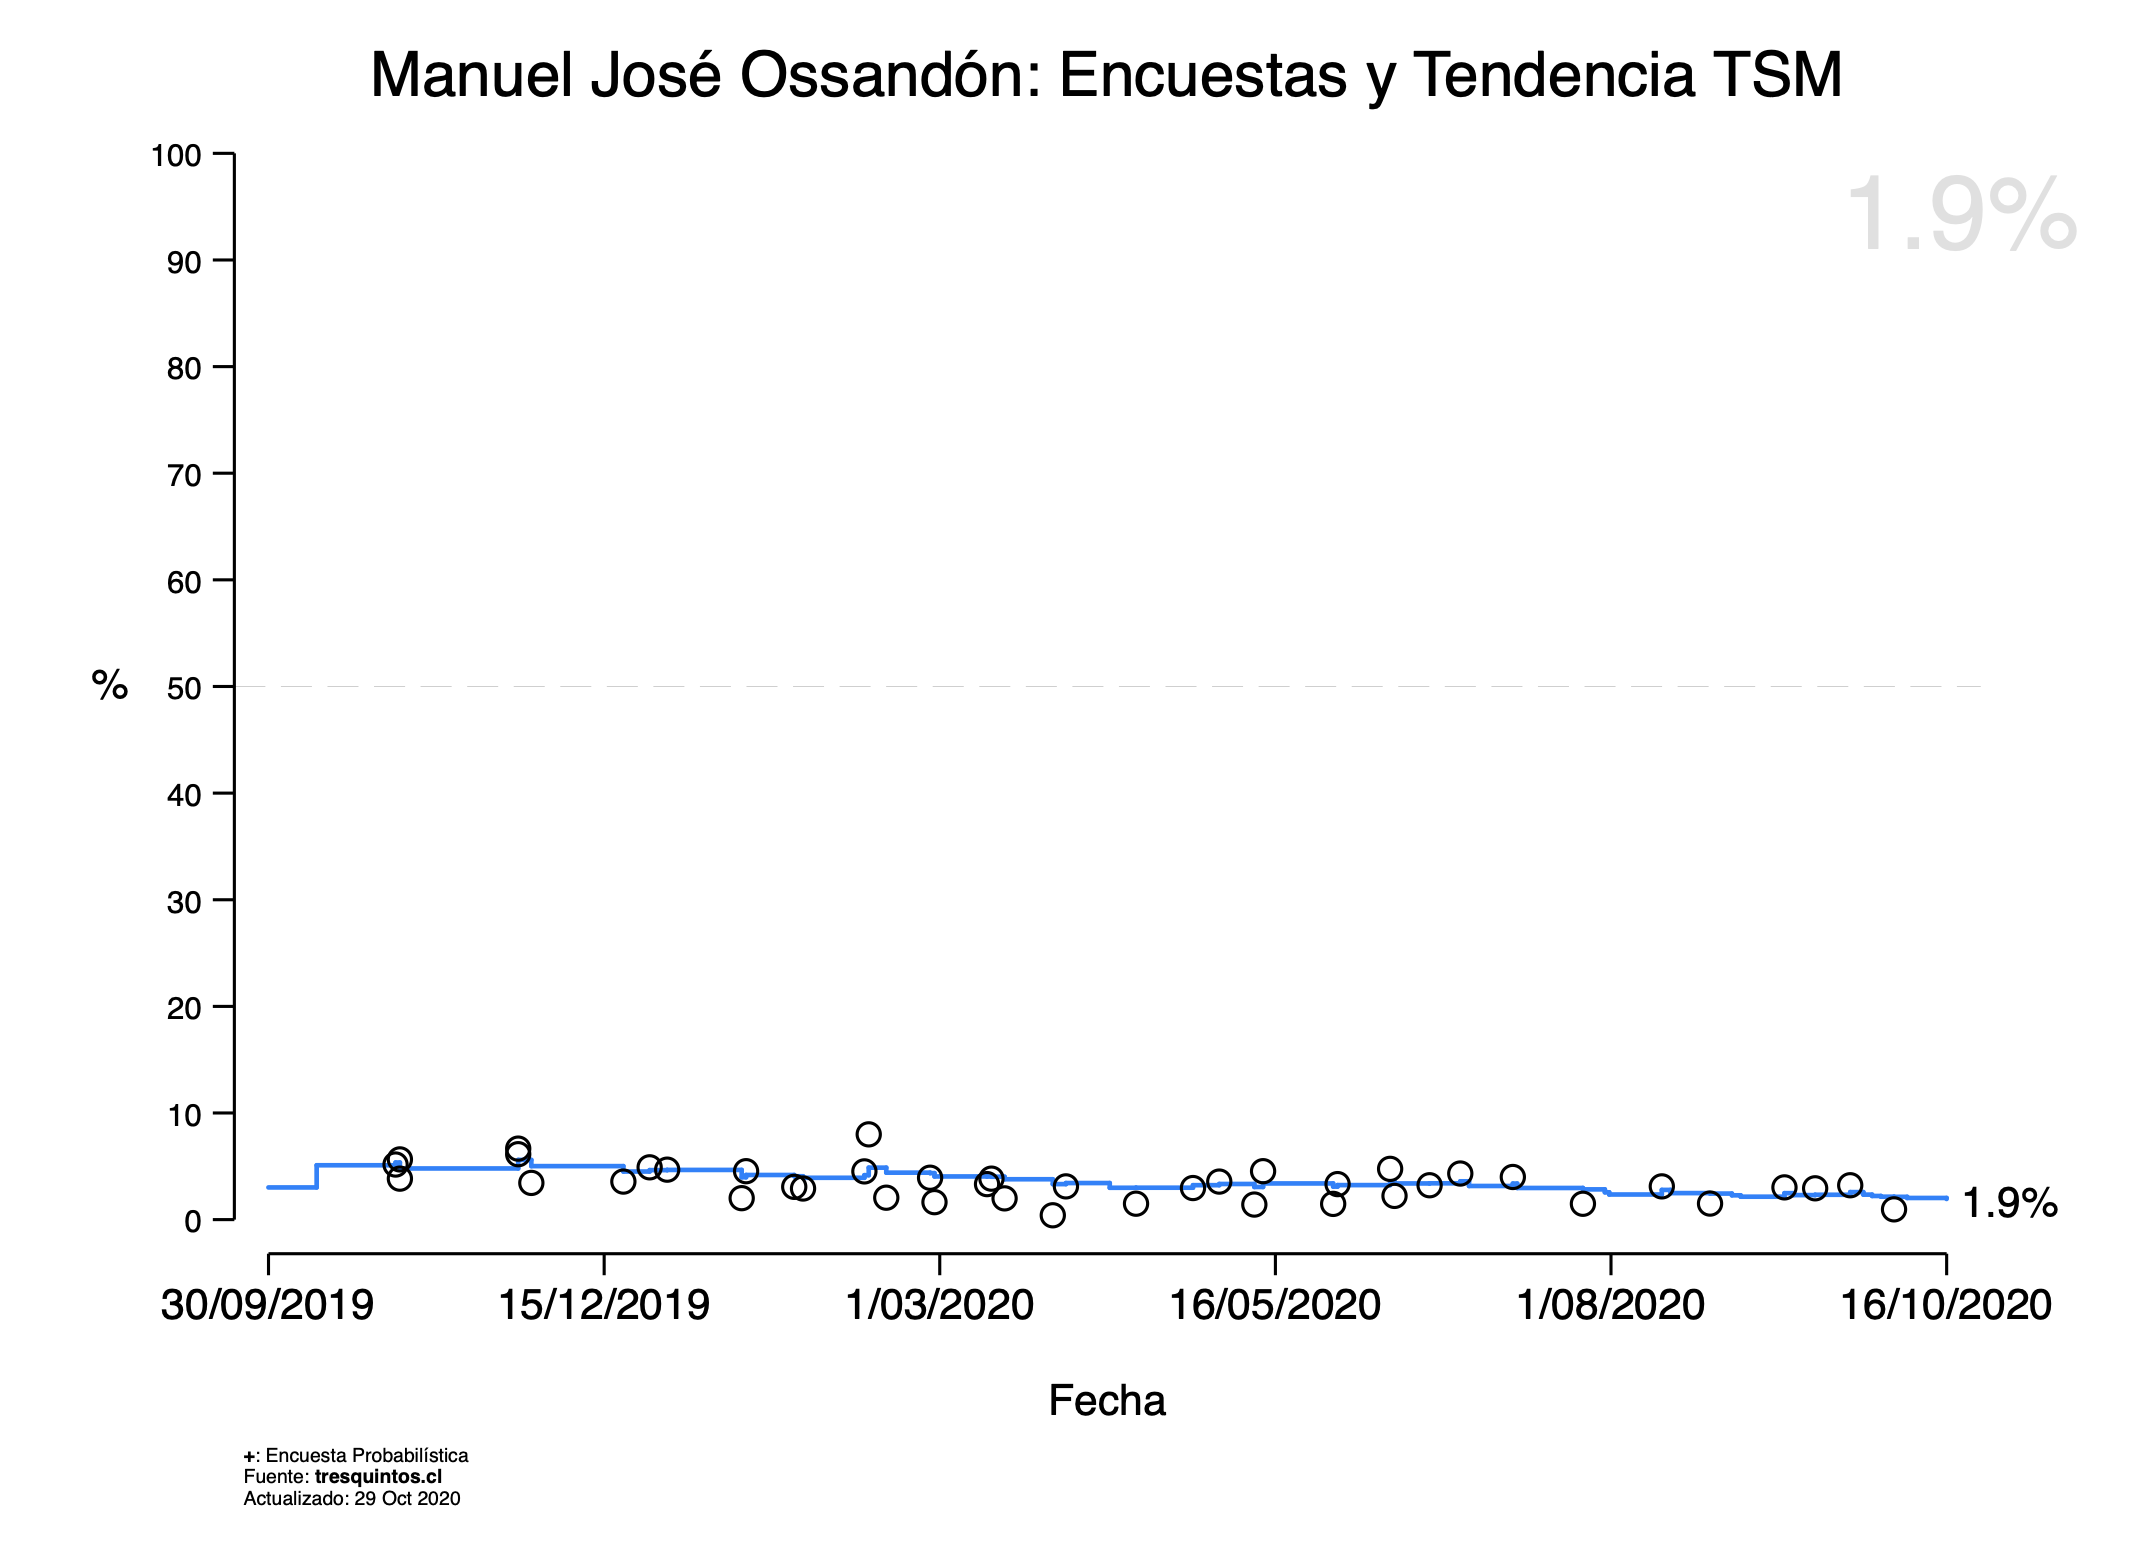 Manuel José Ossandón: Encuestas y Tendencia TSM
1.9%
100
90
80
70
60
% 50
40
30
20
10
0
1.9%
30/09/2019 15/12/2019 1/03/2020 16/05/2020 1/08/2020 16/10/2020
Fecha
+: Encuesta Probabilística
Fuente: tresquintos.cl
Actualizado: 29 Oct 2020